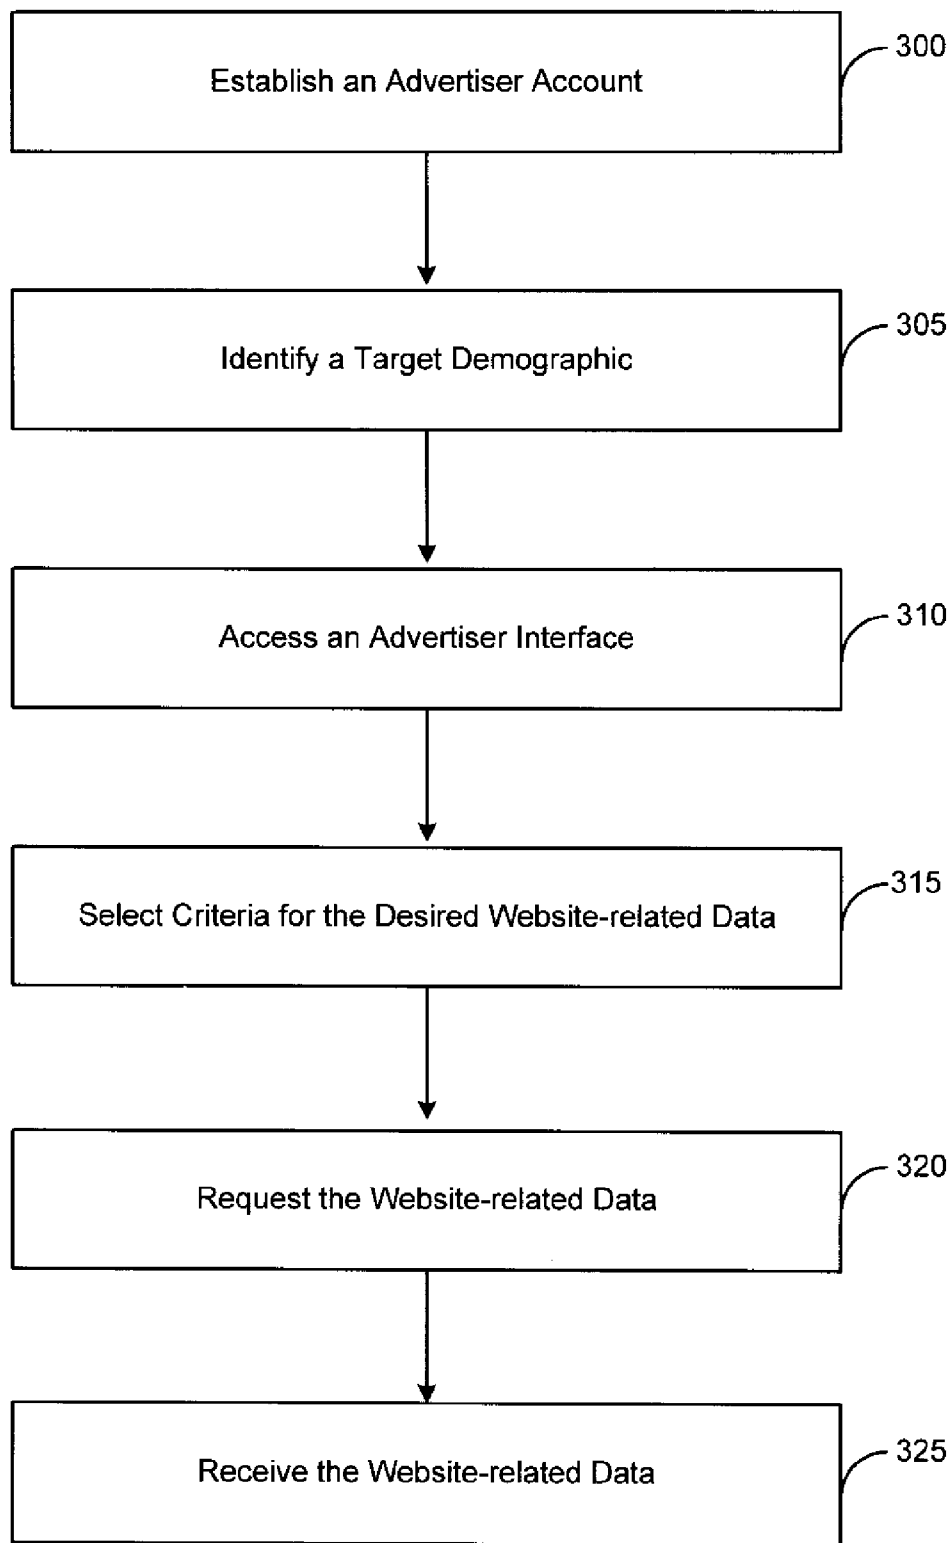 300
Establish an Advertiser Account
305
Identify a Target Demographic
310
Access an Advertiser Interface
315
Select Criteria for the Desired Website-related Data
320
Request the Website-related Data
325
Receive the Website-related Data